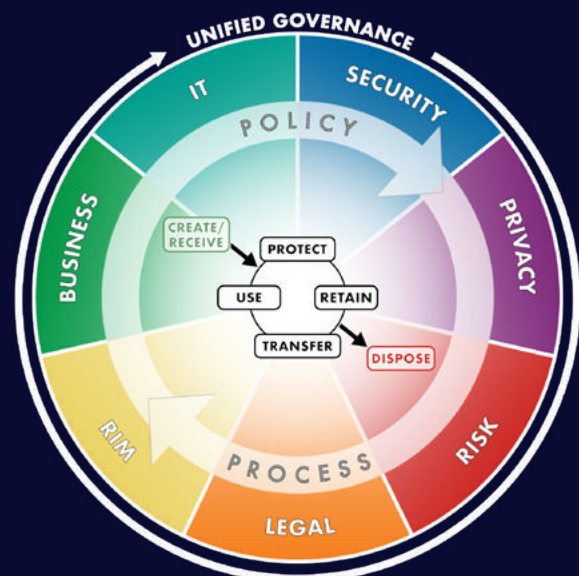 UNIFIED GOVERNANCE
IT
SECURITY
POLICY
BUSINESS
PRIVACY
CREATE/
RECEIVE
PROTECT
USE
RETAIN
TRANSFER
DISPOSE
RIM
RISK
PROCESS
LEGAL